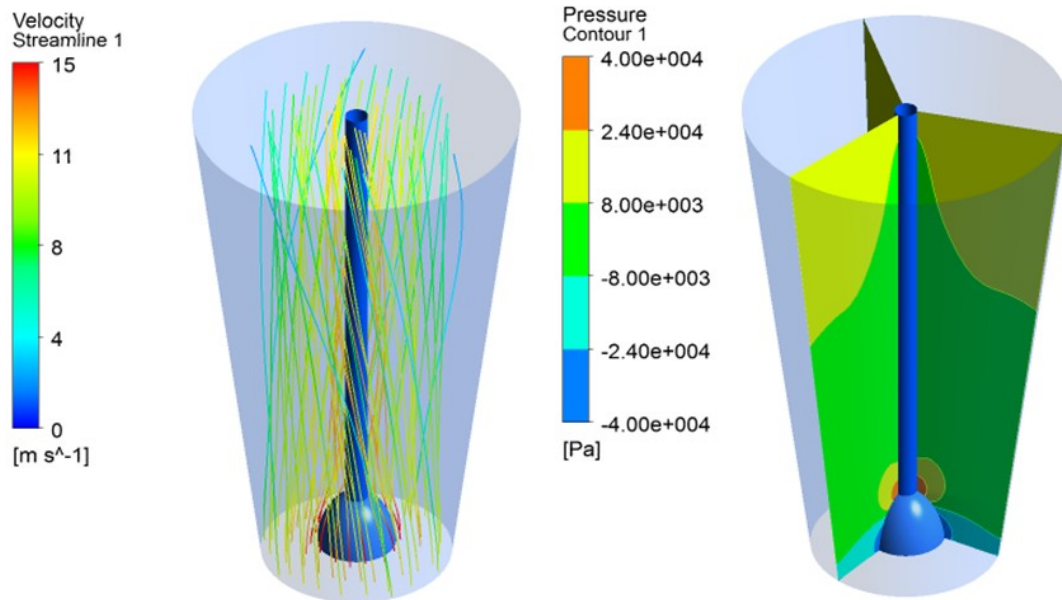 Velocity
Streamline 1
15
11
8
4
0
[m s^-1]
Pressure
Contour 1
4.00e+004
2.40e+004
8.00e+003
-8.00e+003
-2.40e+004
-4.00e+004
[Pa]